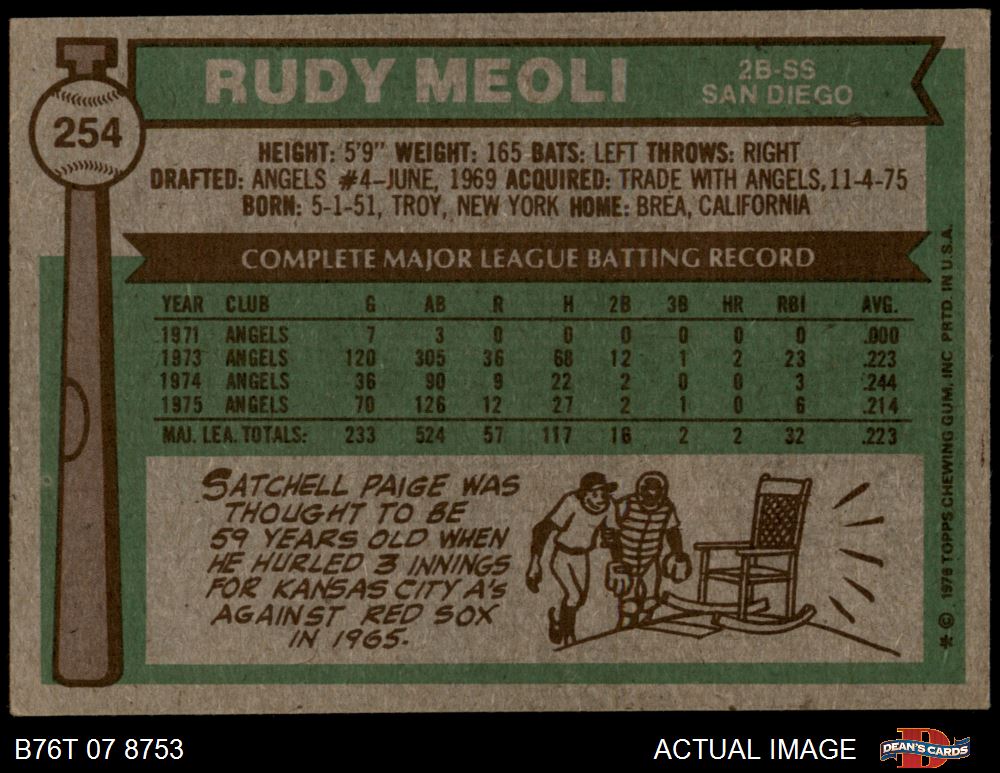 RUDY MEOLI
2B-SS
SAN DIEGO
254
HEIGHT: 5'9" WEIGHT: 165 BATS: LEFT THROWS: RIGHT
DRAFTED: ANGELS #4-JUNE, 1969 ACQUIRED: TRADE WITH ANGELS, 11-4-75
BORN: 5-1-51, TROY, NEW YORK HOME: BREA, CALIFORNIA
COMPLETE MAJOR LEAGUE BATTING RECORD
YEAR CLUB G AB R H 2B 3B HR RBI AVG.
1971 ANGELS 7 3 0 0 0 0 0 0 .000
1973 ANGELS 120 305 36 68 12 1 2 23 .223
1974 ANGELS 36 90 9 22 2 0 0 3 .244
1975 ANGELS 70 126 12 27 2 1 0 6 .214
MAJ. LEA. TOTALS: 233 524 57 117 16 2 2 32 .223
SATCHELL PAIGE WAS
THOUGHT TO BE
59 YEARS OLD WHEN
HE HURLED 3 INNINGS
FOR KANSAS CITY A'S
AGAINST RED SOX
IN 1965.
* © 1976 TOPPS CHEWING GUM, INC PRTD. IN U.S.A.
B76T 07 8753
ACTUAL IMAGE
DEAN'S CARDS